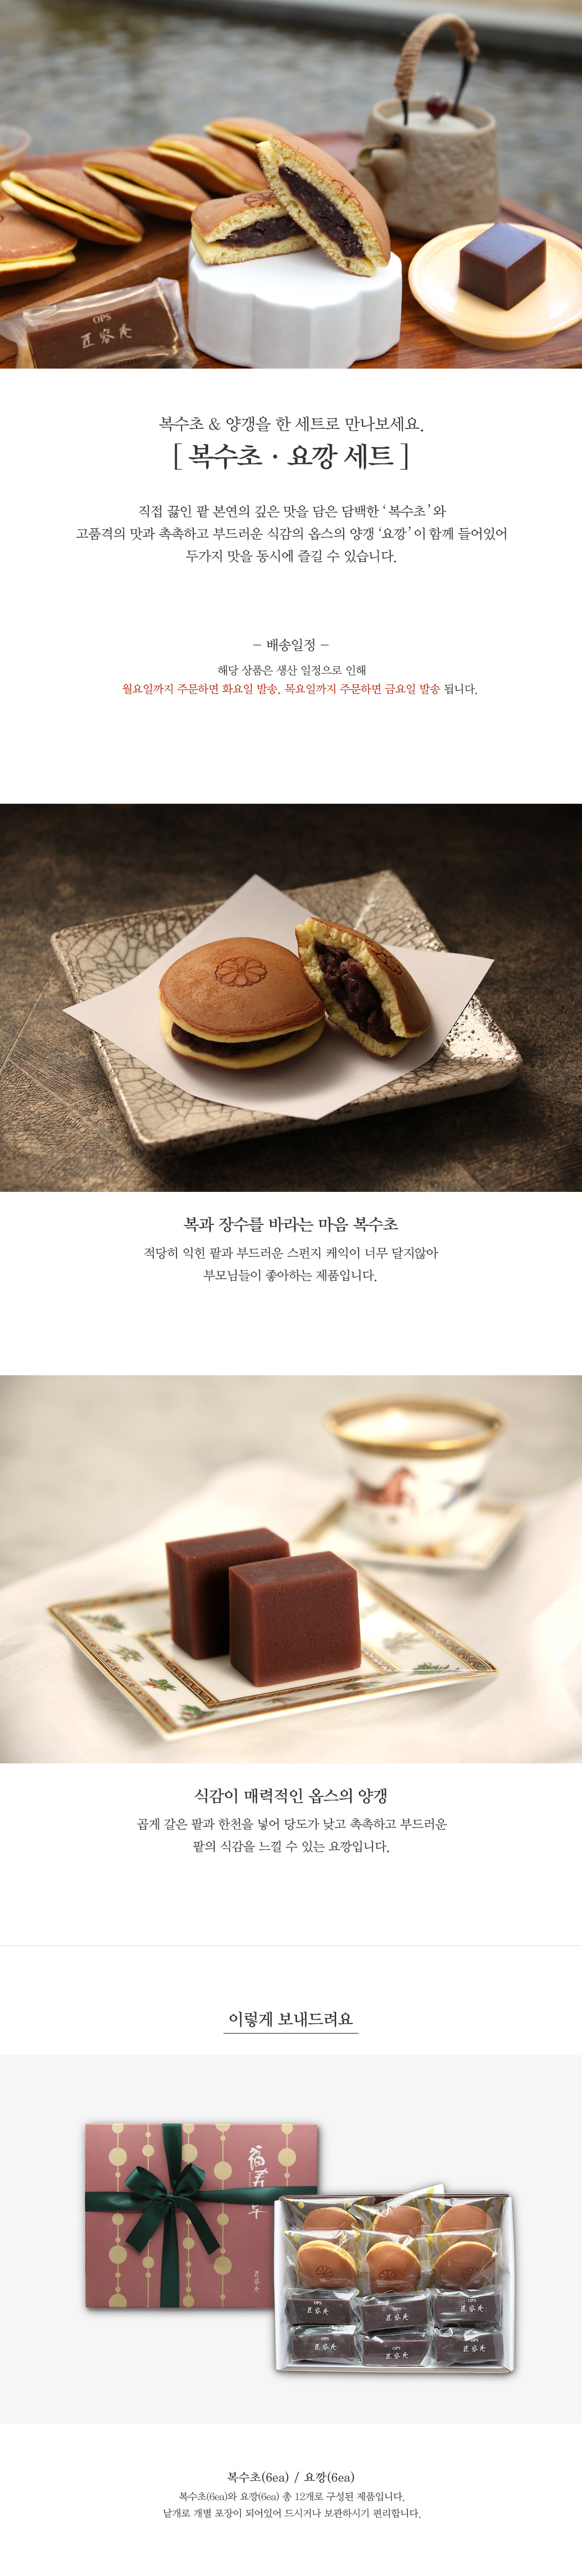 OPS
匠容庵
복수초 & 양갱을 한 세트로 만나보세요.
[ 복수초 · 요깡 세트 ]
직접 끓인 팥 본연의 깊은 맛을 담은 담백한 ‘복수초’와
고품격의 맛과 촉촉하고 부드러운 식감의 옵스의 양갱 ‘요깡’이 함께 들어있어
두가지 맛을 동시에 즐길 수 있습니다.
– 배송일정 –
해당 상품은 생산 일정으로 인해
월요일까지 주문하면 화요일 발송, 목요일까지 주문하면 금요일 발송 됩니다.
복과 장수를 바라는 마음 복수초
적당히 익힌 팥과 부드러운 스펀지 케익이 너무 달지않아
부모님들이 좋아하는 제품입니다.
식감이 매력적인 옵스의 양갱
곱게 갈은 팥과 한천을 넣어 당도가 낮고 촉촉하고 부드러운
팥의 식감을 느낄 수 있는 요깡입니다.
이렇게 보내드려요
복수초(6ea) / 요깡(6ea)
복수초(6ea)와 요깡(6ea) 총 12개로 구성된 제품입니다.
낱개로 개별 포장이 되어있어 드시거나 보관하시기 편리합니다.